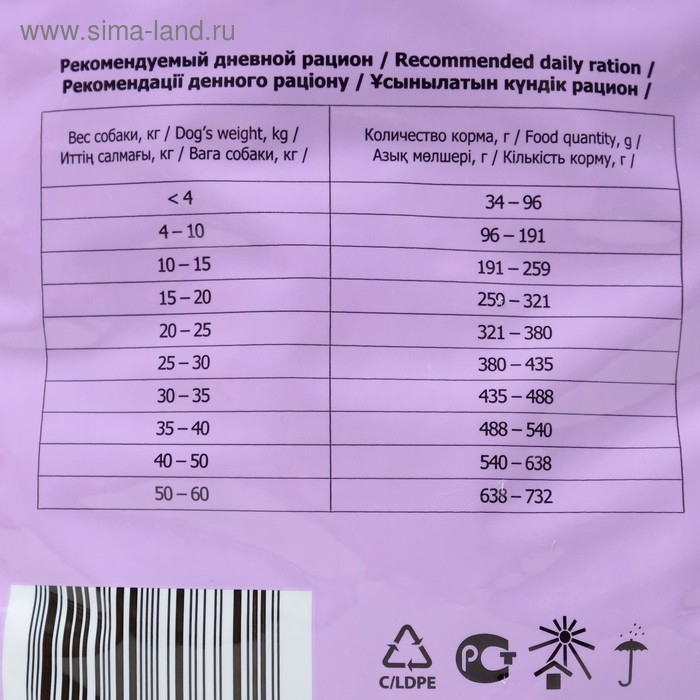 www.sima-land.ru
Рекомендуемый дневной рацион / Recommended daily ration /
Рекомендації денного раціону / Ұсынылатын күндік рацион /
Вес собаки, кг / Dog's weight, kg /
Иттің салмағы, кг / Вага собаки, кг /
Количество корма, г / Food quantity, g /
Азық мөлшері, г / Кількість корму, г /
< 4 34 – 96
4 – 10 96 – 191
10 – 15 191 – 259
15 – 20 259 – 321
20 – 25 321 – 380
25 – 30 380 – 435
30 – 35 435 – 488
35 – 40 488 – 540
40 – 50 540 – 638
50 – 60 638 – 732
C/LDPE
РСТ